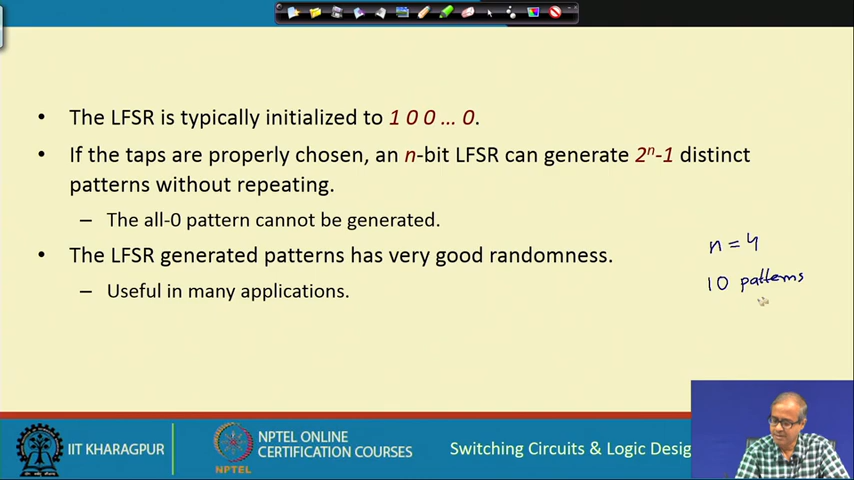 • The LFSR is typically initialized to 1 0 0 ... 0.
• If the taps are properly chosen, an n-bit LFSR can generate 2ⁿ-1 distinct
patterns without repeating.
– The all-0 pattern cannot be generated.
• The LFSR generated patterns has very good randomness.
– Useful in many applications.
n = 4
10 patterns
IIT KHARAGPUR
NPTEL
NPTEL ONLINE
CERTIFICATION COURSES
Switching Circuits & Logic Desig